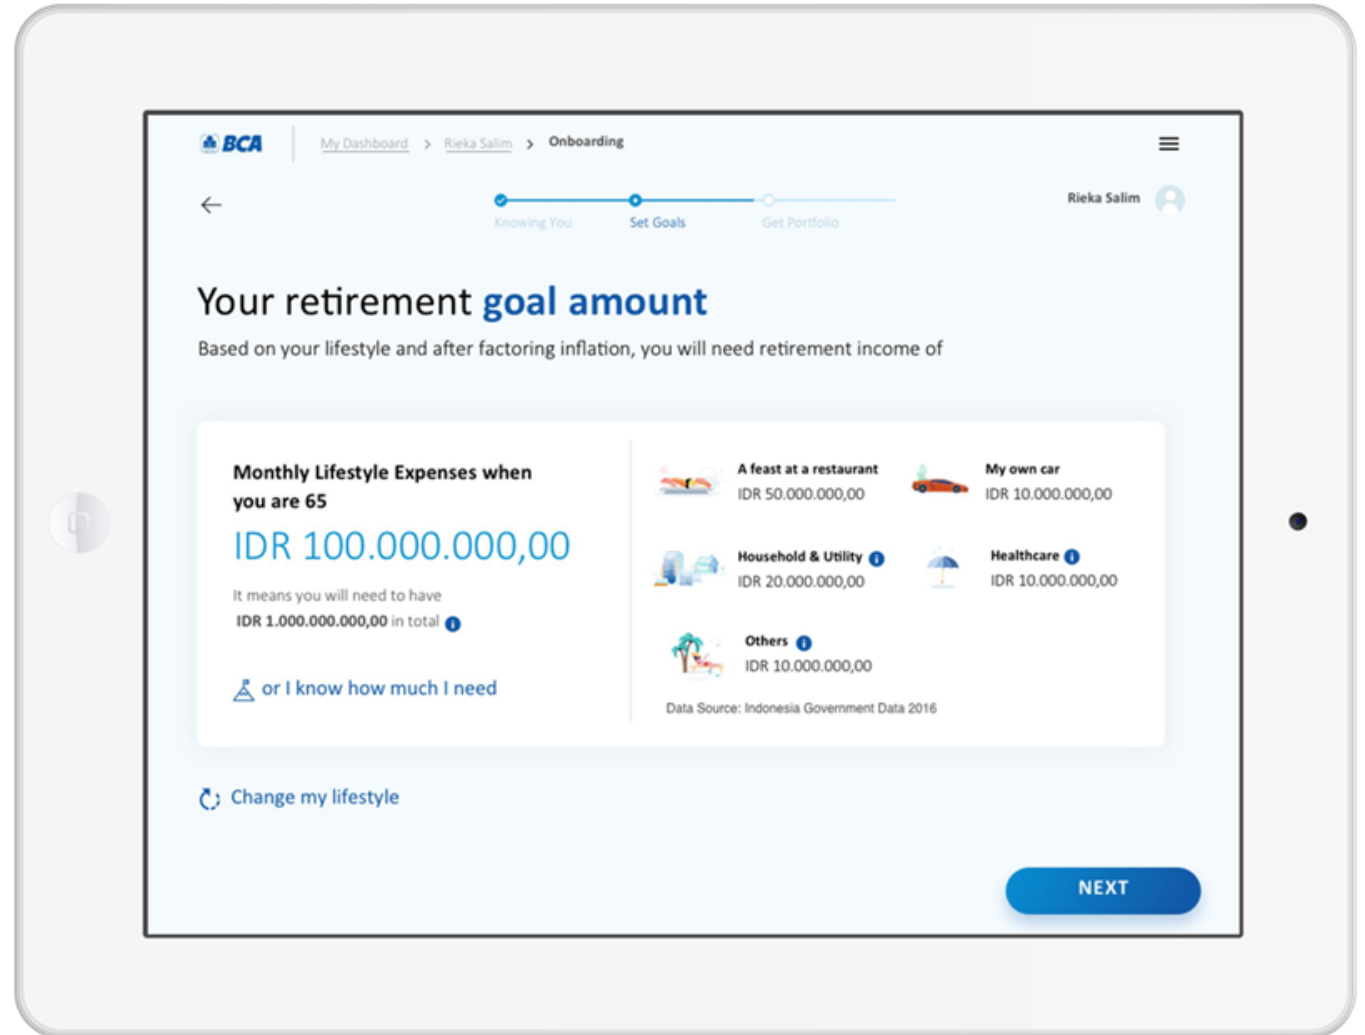 BCA
My Dashboard > Rieka Salim > Onboarding
Rieka Salim
Knowing You
Set Goals
Get Portfolio
Your retirement goal amount
Based on your lifestyle and after factoring inflation, you will need retirement income of
Monthly Lifestyle Expenses when
you are 65
IDR 100.000.000,00
It means you will need to have
IDR 1.000.000.000,00 in total
or I know how much I need
A feast at a restaurant
IDR 50.000.000,00
My own car
IDR 10.000.000,00
Household & Utility
IDR 20.000.000,00
Healthcare
IDR 10.000.000,00
Others
IDR 10.000.000,00
Data Source: Indonesia Government Data 2016
Change my lifestyle
NEXT